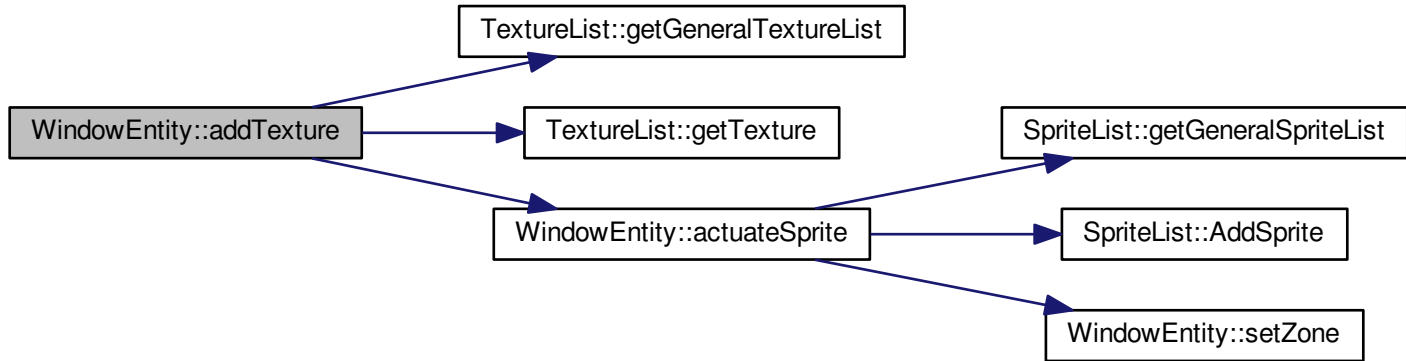 TextureList::getGeneralTextureList
WindowEntity::addTexture
TextureList::getTexture
SpriteList::getGeneralSpriteList
WindowEntity::actuateSprite
SpriteList::AddSprite
WindowEntity::setZone